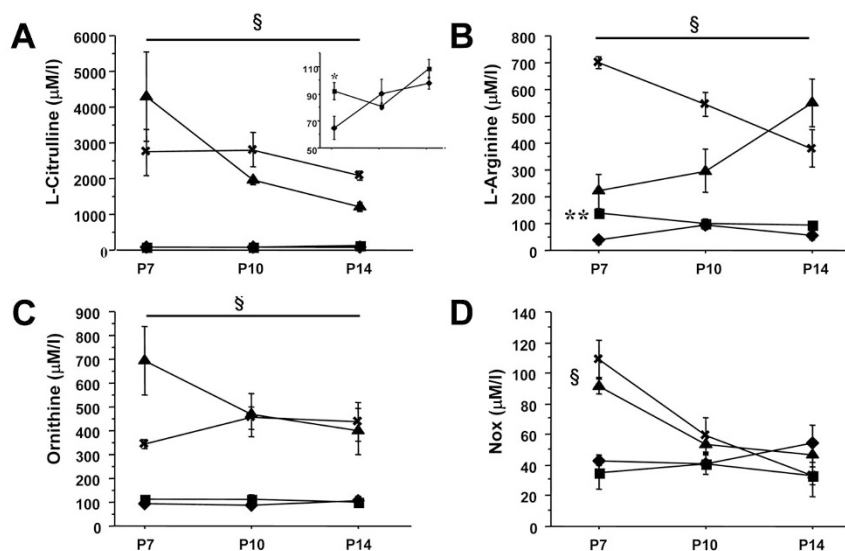 A
§
L-Citrulline (µM/l)
6000
5000
4000
3000
2000
1000
0
110
90
70
50
*
P7
P10
P14
B
§
L-Arginine (µM/l)
800
700
600
500
400
300
200
100
0
**
P7
P10
P14
C
§
Ornithine (µM/l)
900
800
700
600
500
400
300
200
100
0
P7
P10
P14
D
§
Nox (µM/l)
140
120
100
80
60
40
20
0
P7
P10
P14